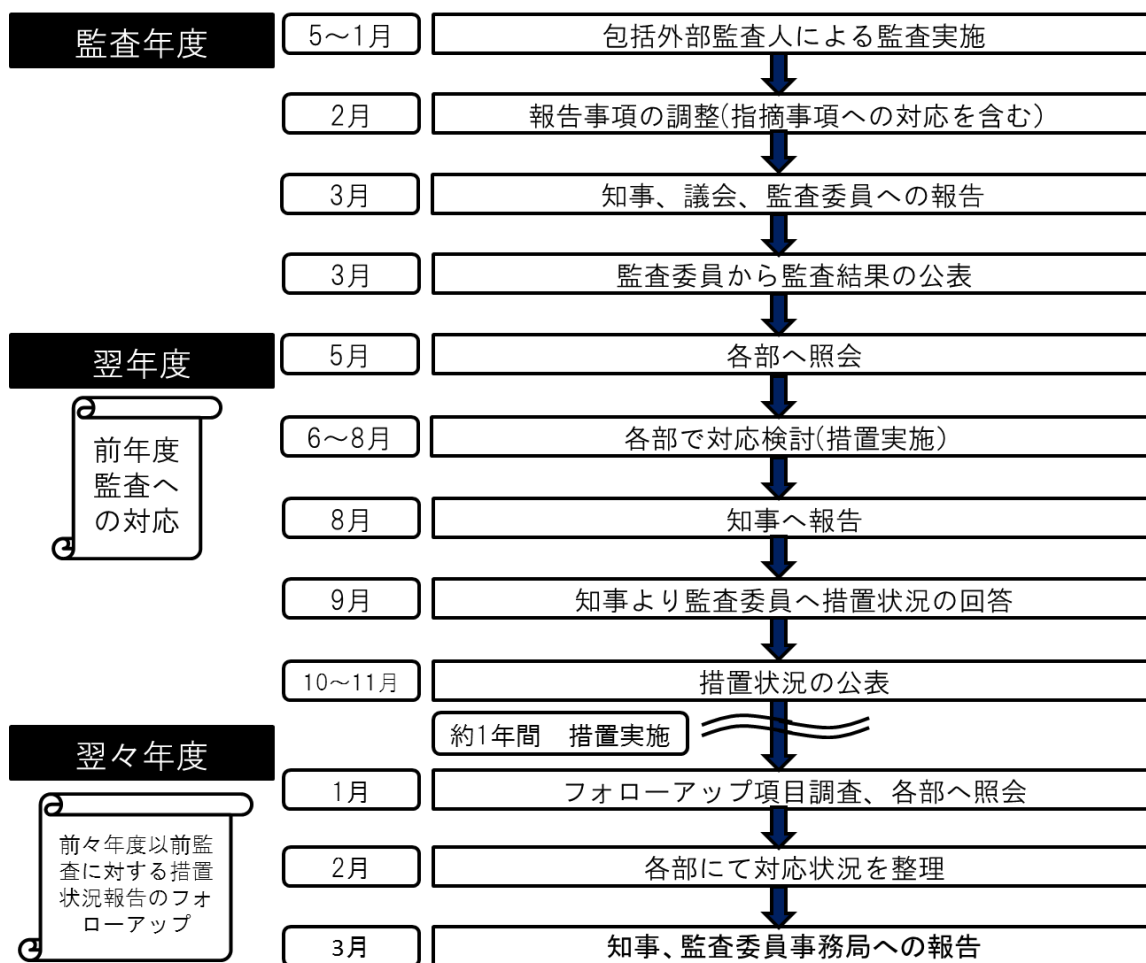 監査年度
5～1月
包括外部監査人による監査実施
2月
報告事項の調整(指摘事項への対応を含む)
3月
知事、議会、監査委員への報告
3月
監査委員から監査結果の公表
翌年度
5月
各部へ照会
前年度
監査へ
の対応
6～8月
各部で対応検討(措置実施)
8月
知事へ報告
9月
知事より監査委員へ措置状況の回答
10～11月
措置状況の公表
約1年間　措置実施
翌々年度
1月
フォローアップ項目調査、各部へ照会
前々年度以前監
査に対する措置
状況報告のフォ
ローアップ
2月
各部にて対応状況を整理
3月
知事、監査委員事務局への報告